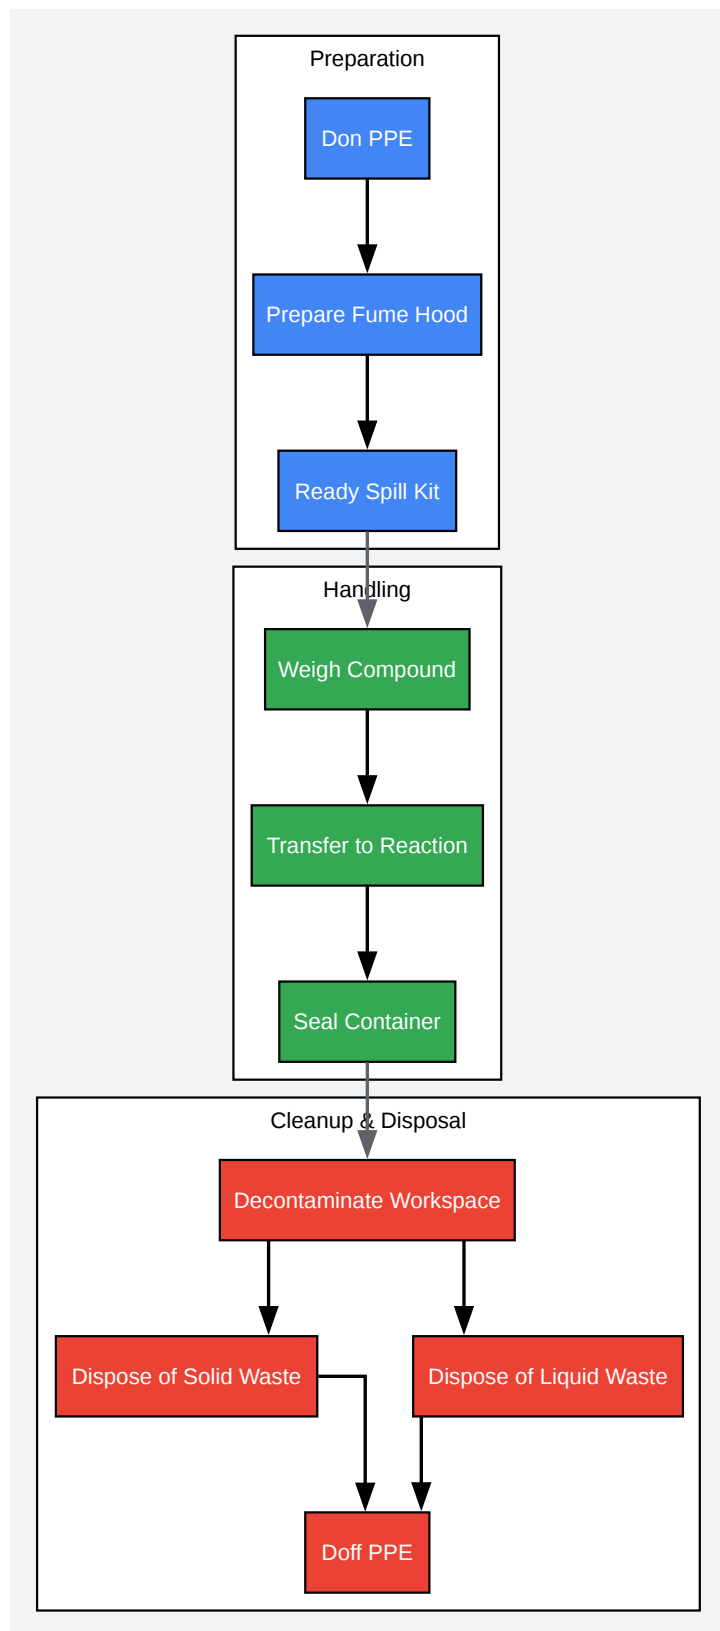 Preparation
Don PPE
Prepare Fume Hood
Ready Spill Kit
Handling
Weigh Compound
Transfer to Reaction
Seal Container
Cleanup & Disposal
Decontaminate Workspace
Dispose of Solid Waste
Dispose of Liquid Waste
Doff PPE